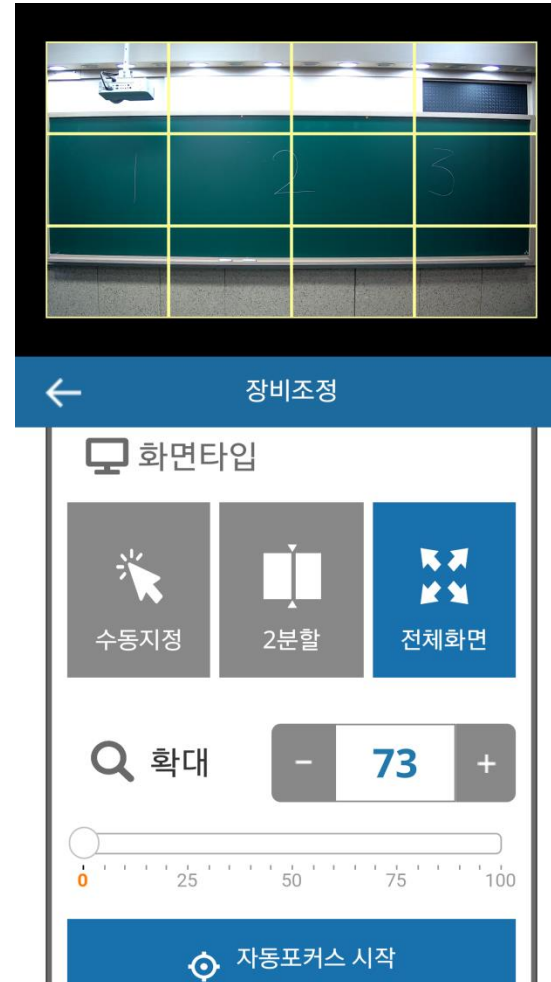 1 2 3
장비조정
화면타입
수동지정 2분할 전체화면
확대 - 73 +
0 25 50 75 100
자동포커스 시작